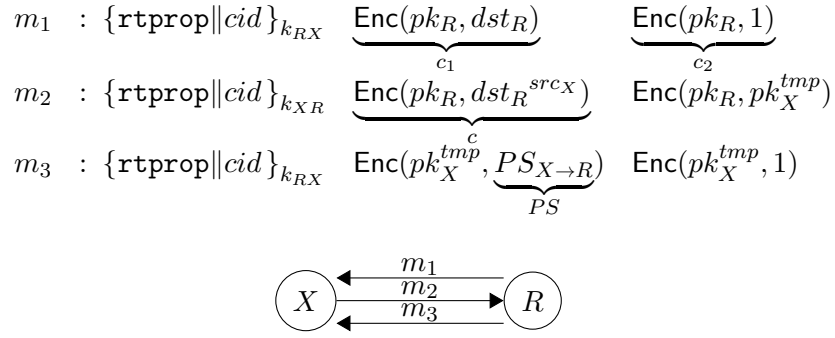 m_1 : {rtprop‖cid}_{k_{RX}} Enc(pk_R, dst_R) Enc(pk_R, 1)
c_1 c_2
m_2 : {rtprop‖cid}_{k_{XR}} Enc(pk_R, dst_R^{src_X}) Enc(pk_R, pk_X^{tmp})
c
m_3 : {rtprop‖cid}_{k_{RX}} Enc(pk_X^{tmp}, PS_{X→R}) Enc(pk_X^{tmp}, 1)
PS
m_1
X m_2 R
m_3